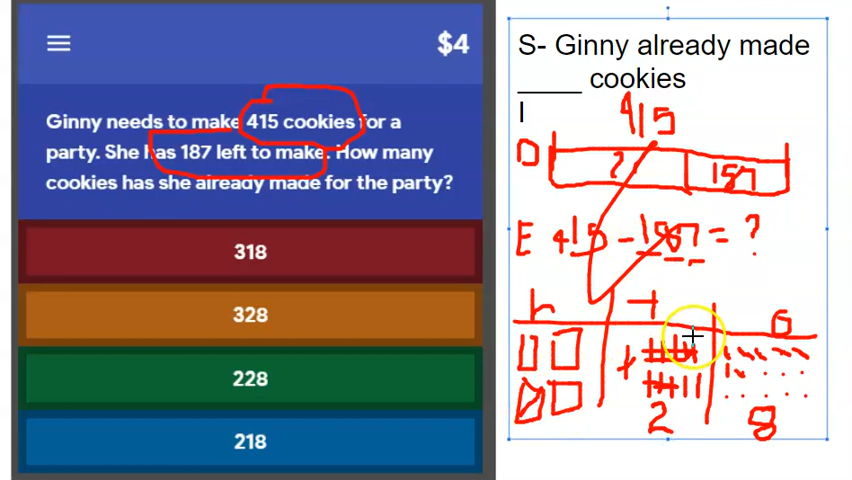 $4
Ginny needs to make 415 cookies for a
party. She has 187 left to make. How many
cookies has she already made for the party?
318
328
228
218
S- Ginny already made
____ cookies
I
415
D ? 187
E 415 - 187 = ?
h t o
2 8